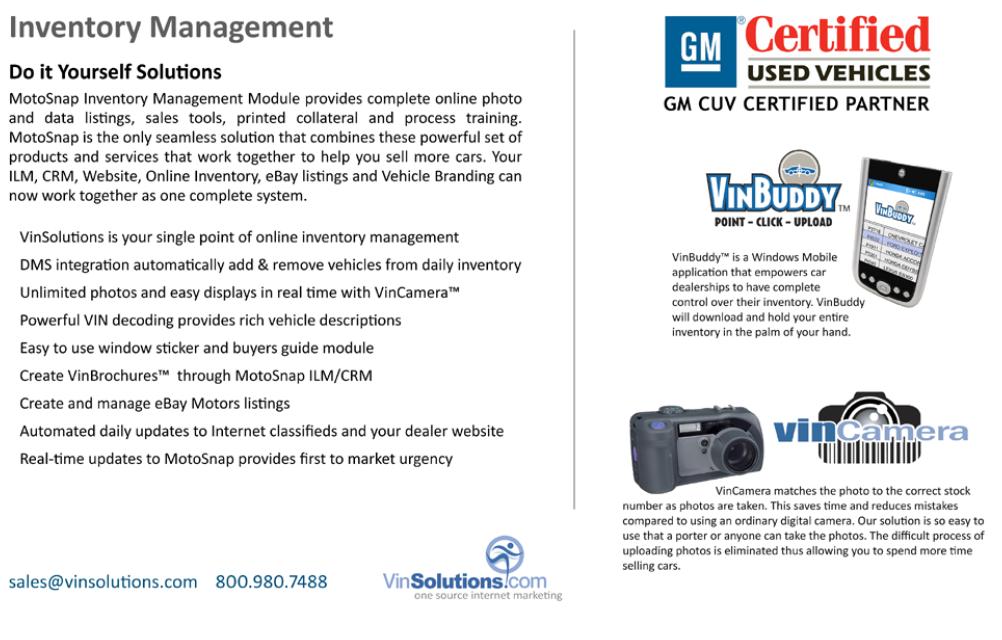 Inventory Management
Do it Yourself Solutions
MotoSnap Inventory Management Module provides complete online photo
and data listings, sales tools, printed collateral and process training.
MotoSnap is the only seamless solution that combines these powerful set of
products and services that work together to help you sell more cars. Your
ILM, CRM, Website, Online Inventory, eBay listings and Vehicle Branding can
now work together as one complete system.
VinSolutions is your single point of online inventory management
DMS integration automatically add & remove vehicles from daily inventory
Unlimited photos and easy displays in real time with VinCamera™
Powerful VIN decoding provides rich vehicle descriptions
Easy to use window sticker and buyers guide module
Create VinBrochures™ through MotoSnap ILM/CRM
Create and manage eBay Motors listings
Automated daily updates to Internet classifieds and your dealer website
Real-time updates to MotoSnap provides first to market urgency
sales@vinsolutions.com 800.980.7488
VinSolutions.com
one source internet marketing
GM ® Certified
USED VEHICLES
GM CUV CERTIFIED PARTNER
VINBUDDY™
POINT – CLICK – UPLOAD
VINBUDDY
VinBuddy™ is a Windows Mobile
application that empowers car
dealerships to have complete
control over their inventory. VinBuddy
will download and hold your entire
inventory in the palm of your hand.
vinCamera
VinCamera matches the photo to the correct stock
number as photos are taken. This saves time and reduces mistakes
compared to using an ordinary digital camera. Our solution is so easy to
use that a porter or anyone can take the photos. The difficult process of
uploading photos is eliminated thus allowing you to spend more time
selling cars.